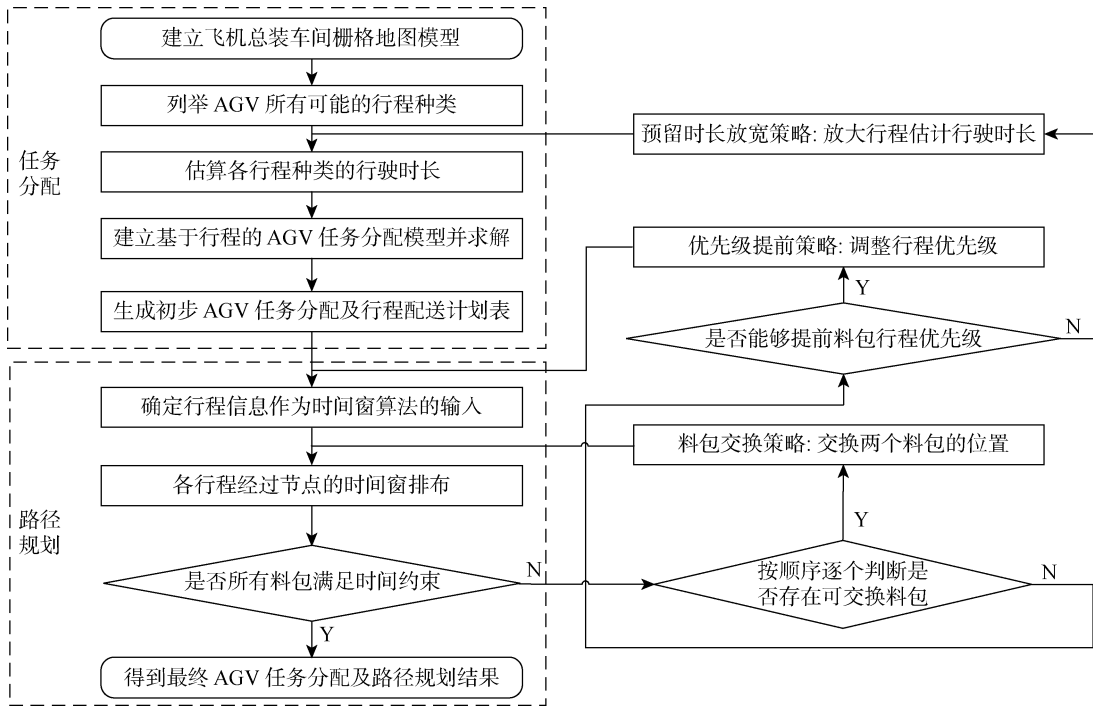 建立飞机总装车间栅格地图模型
列举 AGV 所有可能的行程种类
预留时长放宽策略: 放大行程估计行驶时长
任务
分配
估算各行程种类的行驶时长
建立基于行程的 AGV 任务分配模型并求解
优先级提前策略: 调整行程优先级
Y
生成初步 AGV 任务分配及行程配送计划表
是否能够提前料包行程优先级
N
确定行程信息作为时间窗算法的输入
料包交换策略: 交换两个料包的位置
各行程经过节点的时间窗排布
Y
路径
规划
是否所有料包满足时间约束
N
按顺序逐个判断是
否存在可交换料包
N
Y
得到最终 AGV 任务分配及路径规划结果